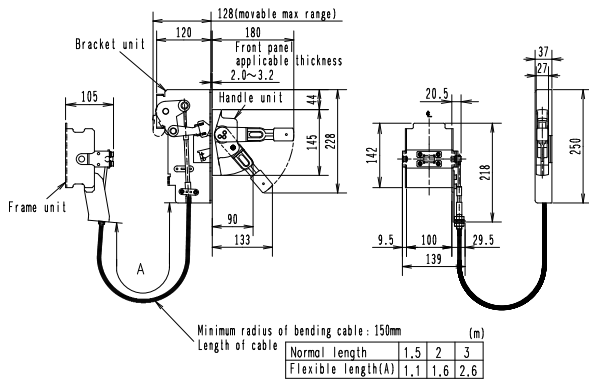 128(movable max range)
120
180
Bracket unit
Front panel
applicable thickness
2.0～3.2
37
27
20.5
105
Handle unit
44
145
228
142
218
250
Frame unit
90
133
9.5
100
29.5
139
A
Minimum radius of bending cable : 150mm
Length of cable
(m)
Normal length 1.5 2 3
Flexible length(A) 1.1 1.6 2.6